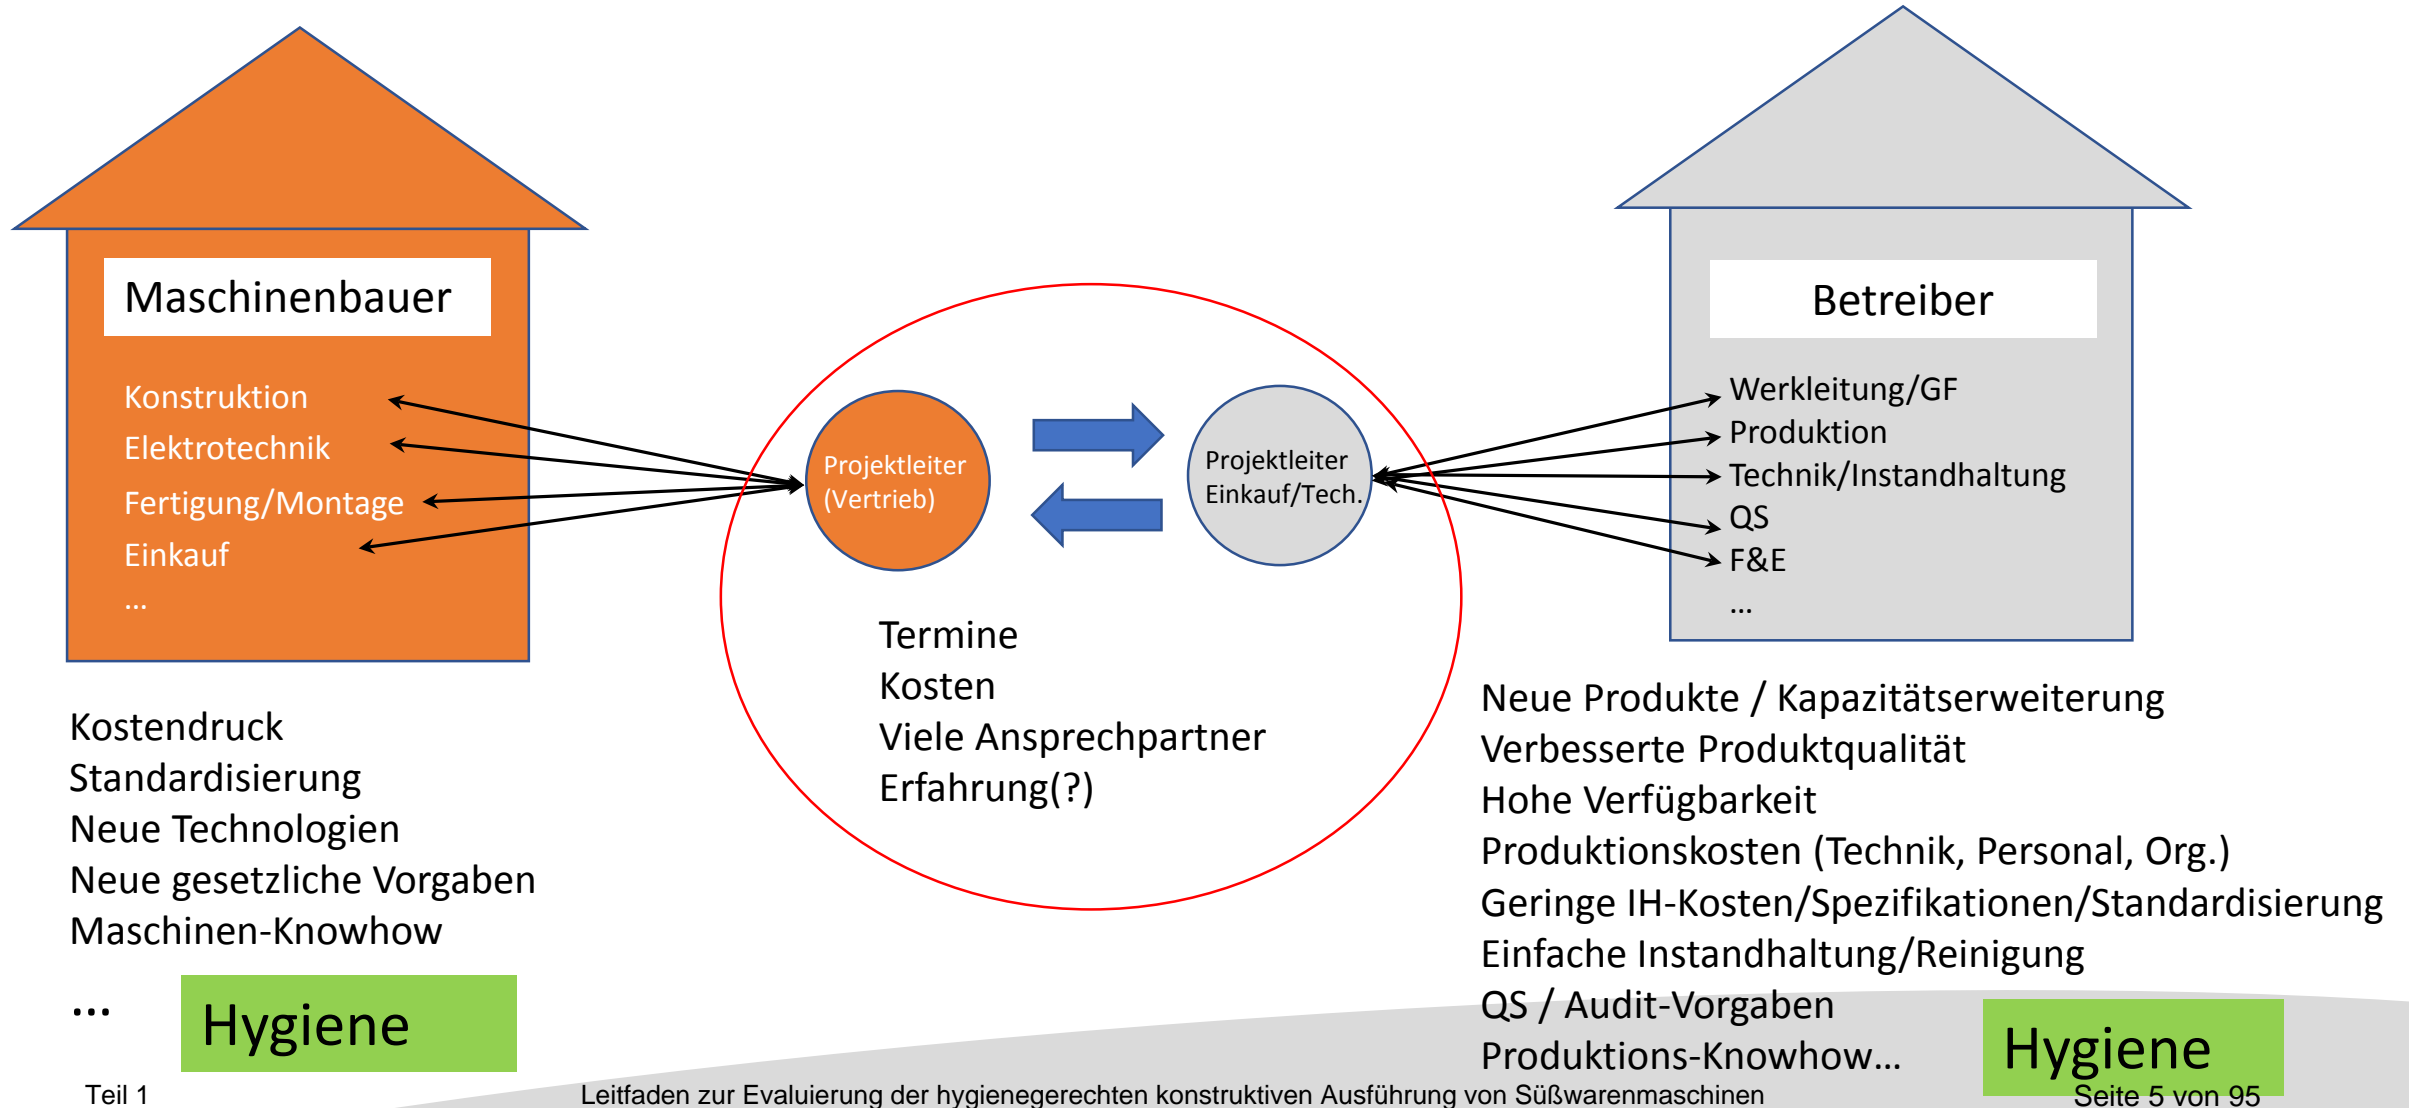 Maschinenbauer
Konstruktion
Elektrotechnik
Fertigung/Montage
Einkauf
...
Kostendruck
Standardisierung
Neue Technologien
Neue gesetzliche Vorgaben
Maschinen-Knowhow
...
Hygiene
Projektleiter
(Vertrieb)
Projektleiter
Einkauf/Tech.
Termine
Kosten
Viele Ansprechpartner
Erfahrung(?)
Betreiber
Werkleitung/GF
Produktion
Technik/Instandhaltung
QS
F&E
...
Neue Produkte / Kapazitätserweiterung
Verbesserte Produktqualität
Hohe Verfügbarkeit
Produktionskosten (Technik, Personal, Org.)
Geringe IH-Kosten/Spezifikationen/Standardisierung
Einfache Instandhaltung/Reinigung
QS / Audit-Vorgaben
Produktions-Knowhow...
Hygiene
Teil 1
Leitfaden zur Evaluierung der hygienegerechten konstruktiven Ausführung von Süßwarenmaschinen
Seite 5 von 95